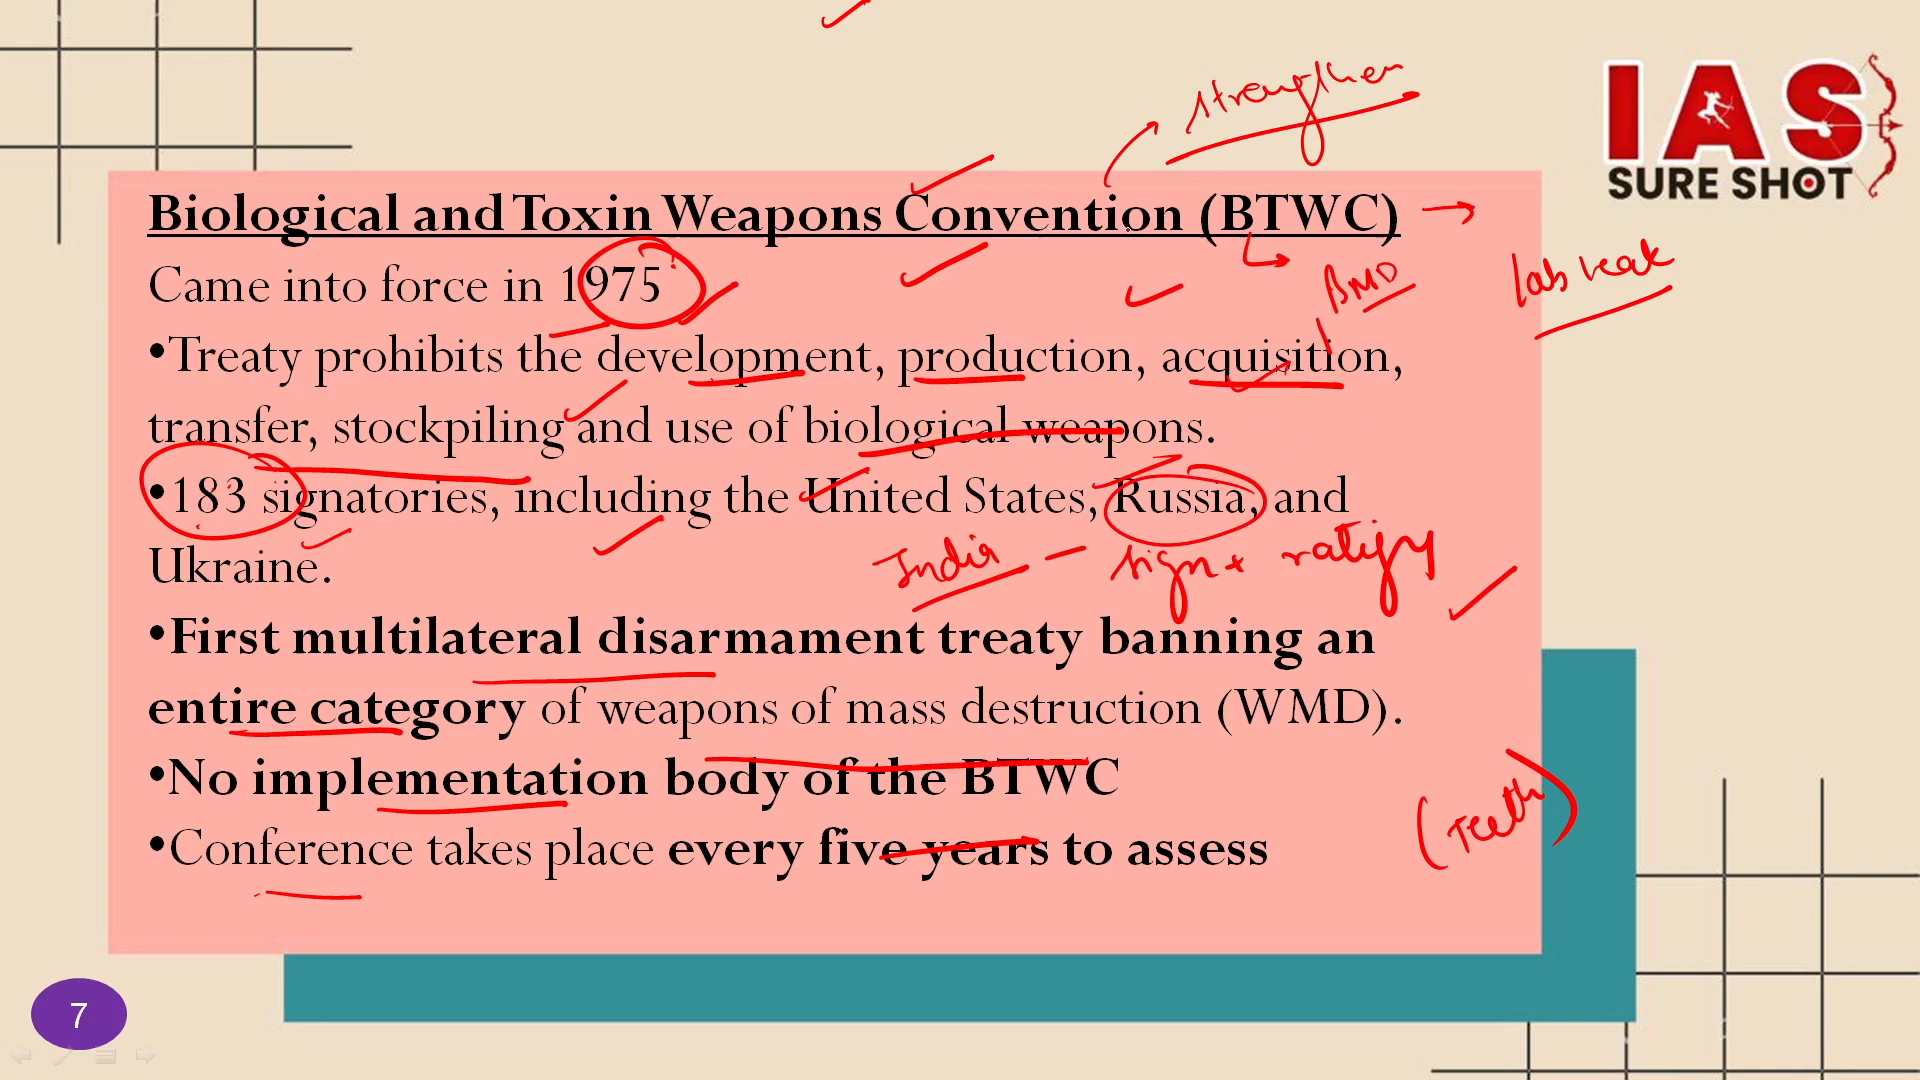 strengthen
IAS
SURE SHOT
Biological and Toxin Weapons Convention (BTWC)
BMD
lab leak
Came into force in 1975
•Treaty prohibits the development, production, acquisition,
transfer, stockpiling and use of biological weapons.
•183 signatories, including the United States, Russia, and
Ukraine.
India - sign + ratify
•First multilateral disarmament treaty banning an
entire category of weapons of mass destruction (WMD).
•No implementation body of the BTWC
(Teeth)
•Conference takes place every five years to assess
7